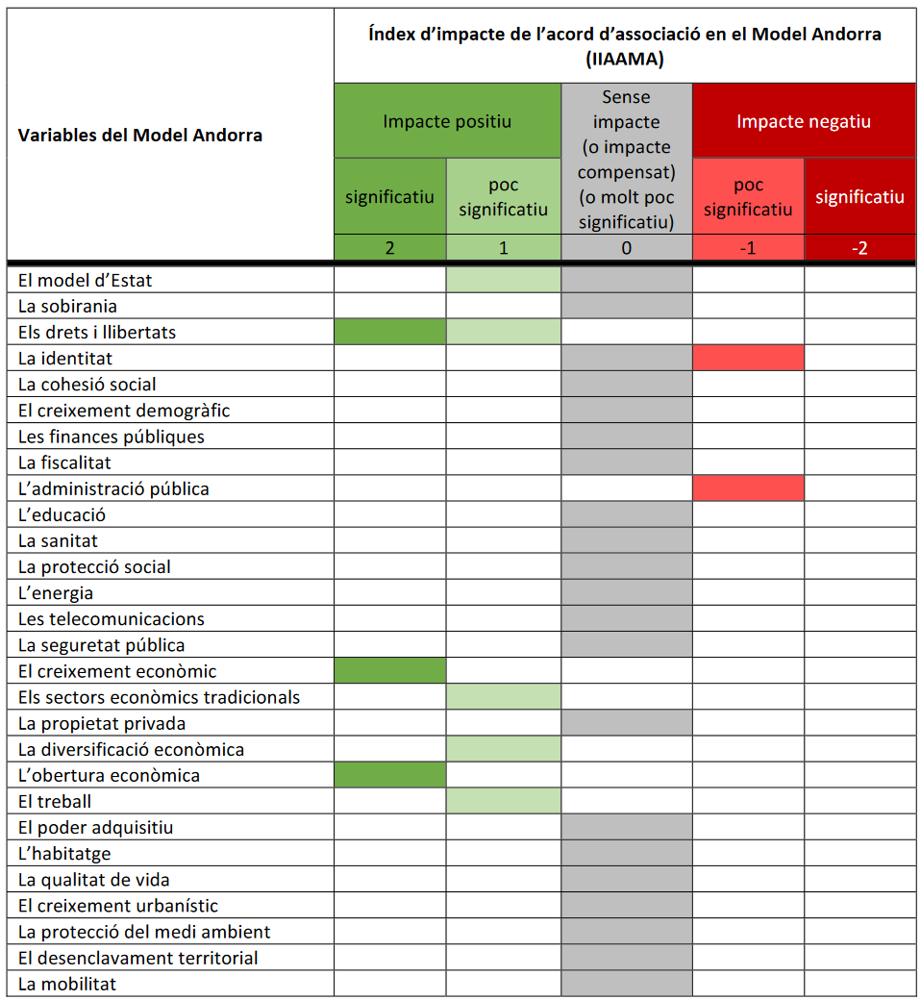 Índex d’impacte de l’acord d’associació en el Model Andorra
(IIAAMA)
Variables del Model Andorra
Impacte positiu
Sense
impacte
(o impacte
compensat)
(o molt poc
significatiu)
Impacte negatiu
significatiu
poc
significatiu
poc
significatiu
significatiu
2 1 0 -1 -2
El model d’Estat
La sobirania
Els drets i llibertats
La identitat
La cohesió social
El creixement demogràfic
Les finances públiques
La fiscalitat
L’administració pública
L’educació
La sanitat
La protecció social
L’energia
Les telecomunicacions
La seguretat pública
El creixement econòmic
Els sectors econòmics tradicionals
La propietat privada
La diversificació econòmica
L’obertura econòmica
El treball
El poder adquisitiu
L’habitatge
La qualitat de vida
El creixement urbanístic
La protecció del medi ambient
El desenclavament territorial
La mobilitat